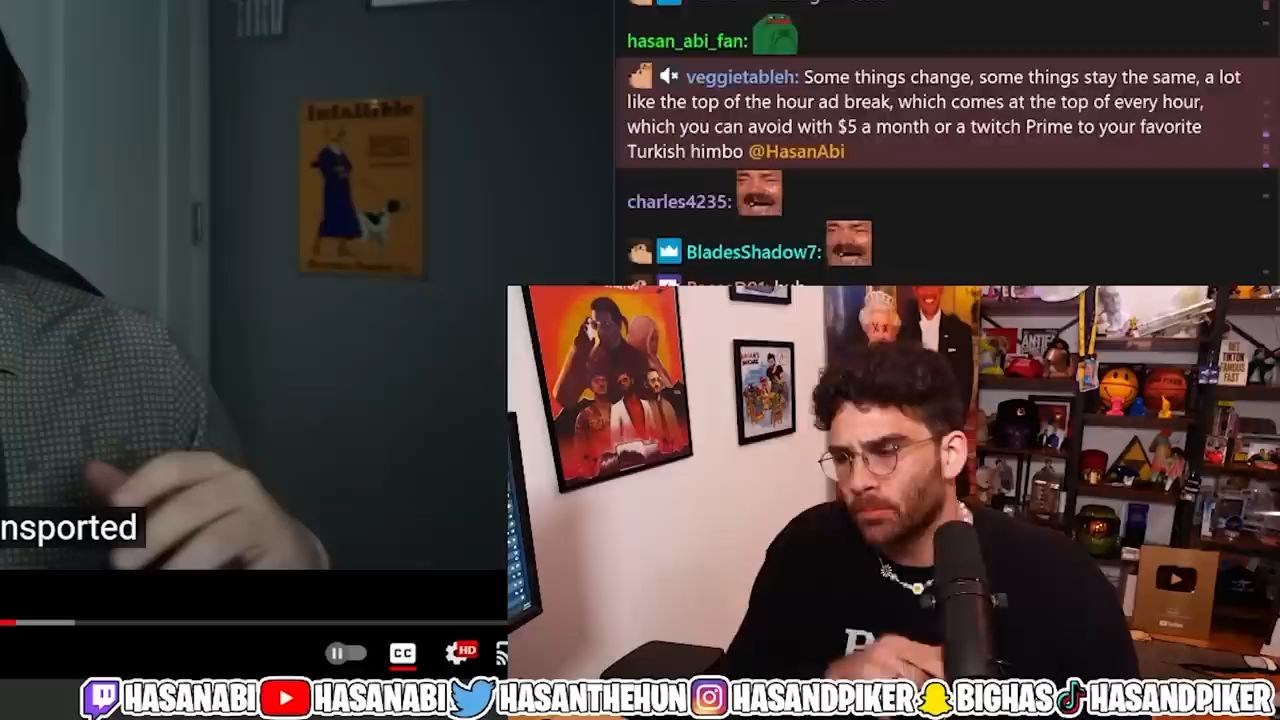 hasan_abi_fan:
veggietableh: Some things change, some things stay the same, a lot
like the top of the hour ad break, which comes at the top of every hour,
which you can avoid with $5 a month or a twitch Prime to your favorite
Turkish himbo @HasanAbi
charles4235:
BladesShadow7:
Infallible
nsported
CC
HD
YouTube
HASANABI HASANABI HASANTHEHUN HASANDPIKER BIGHAS HASANDPIKER